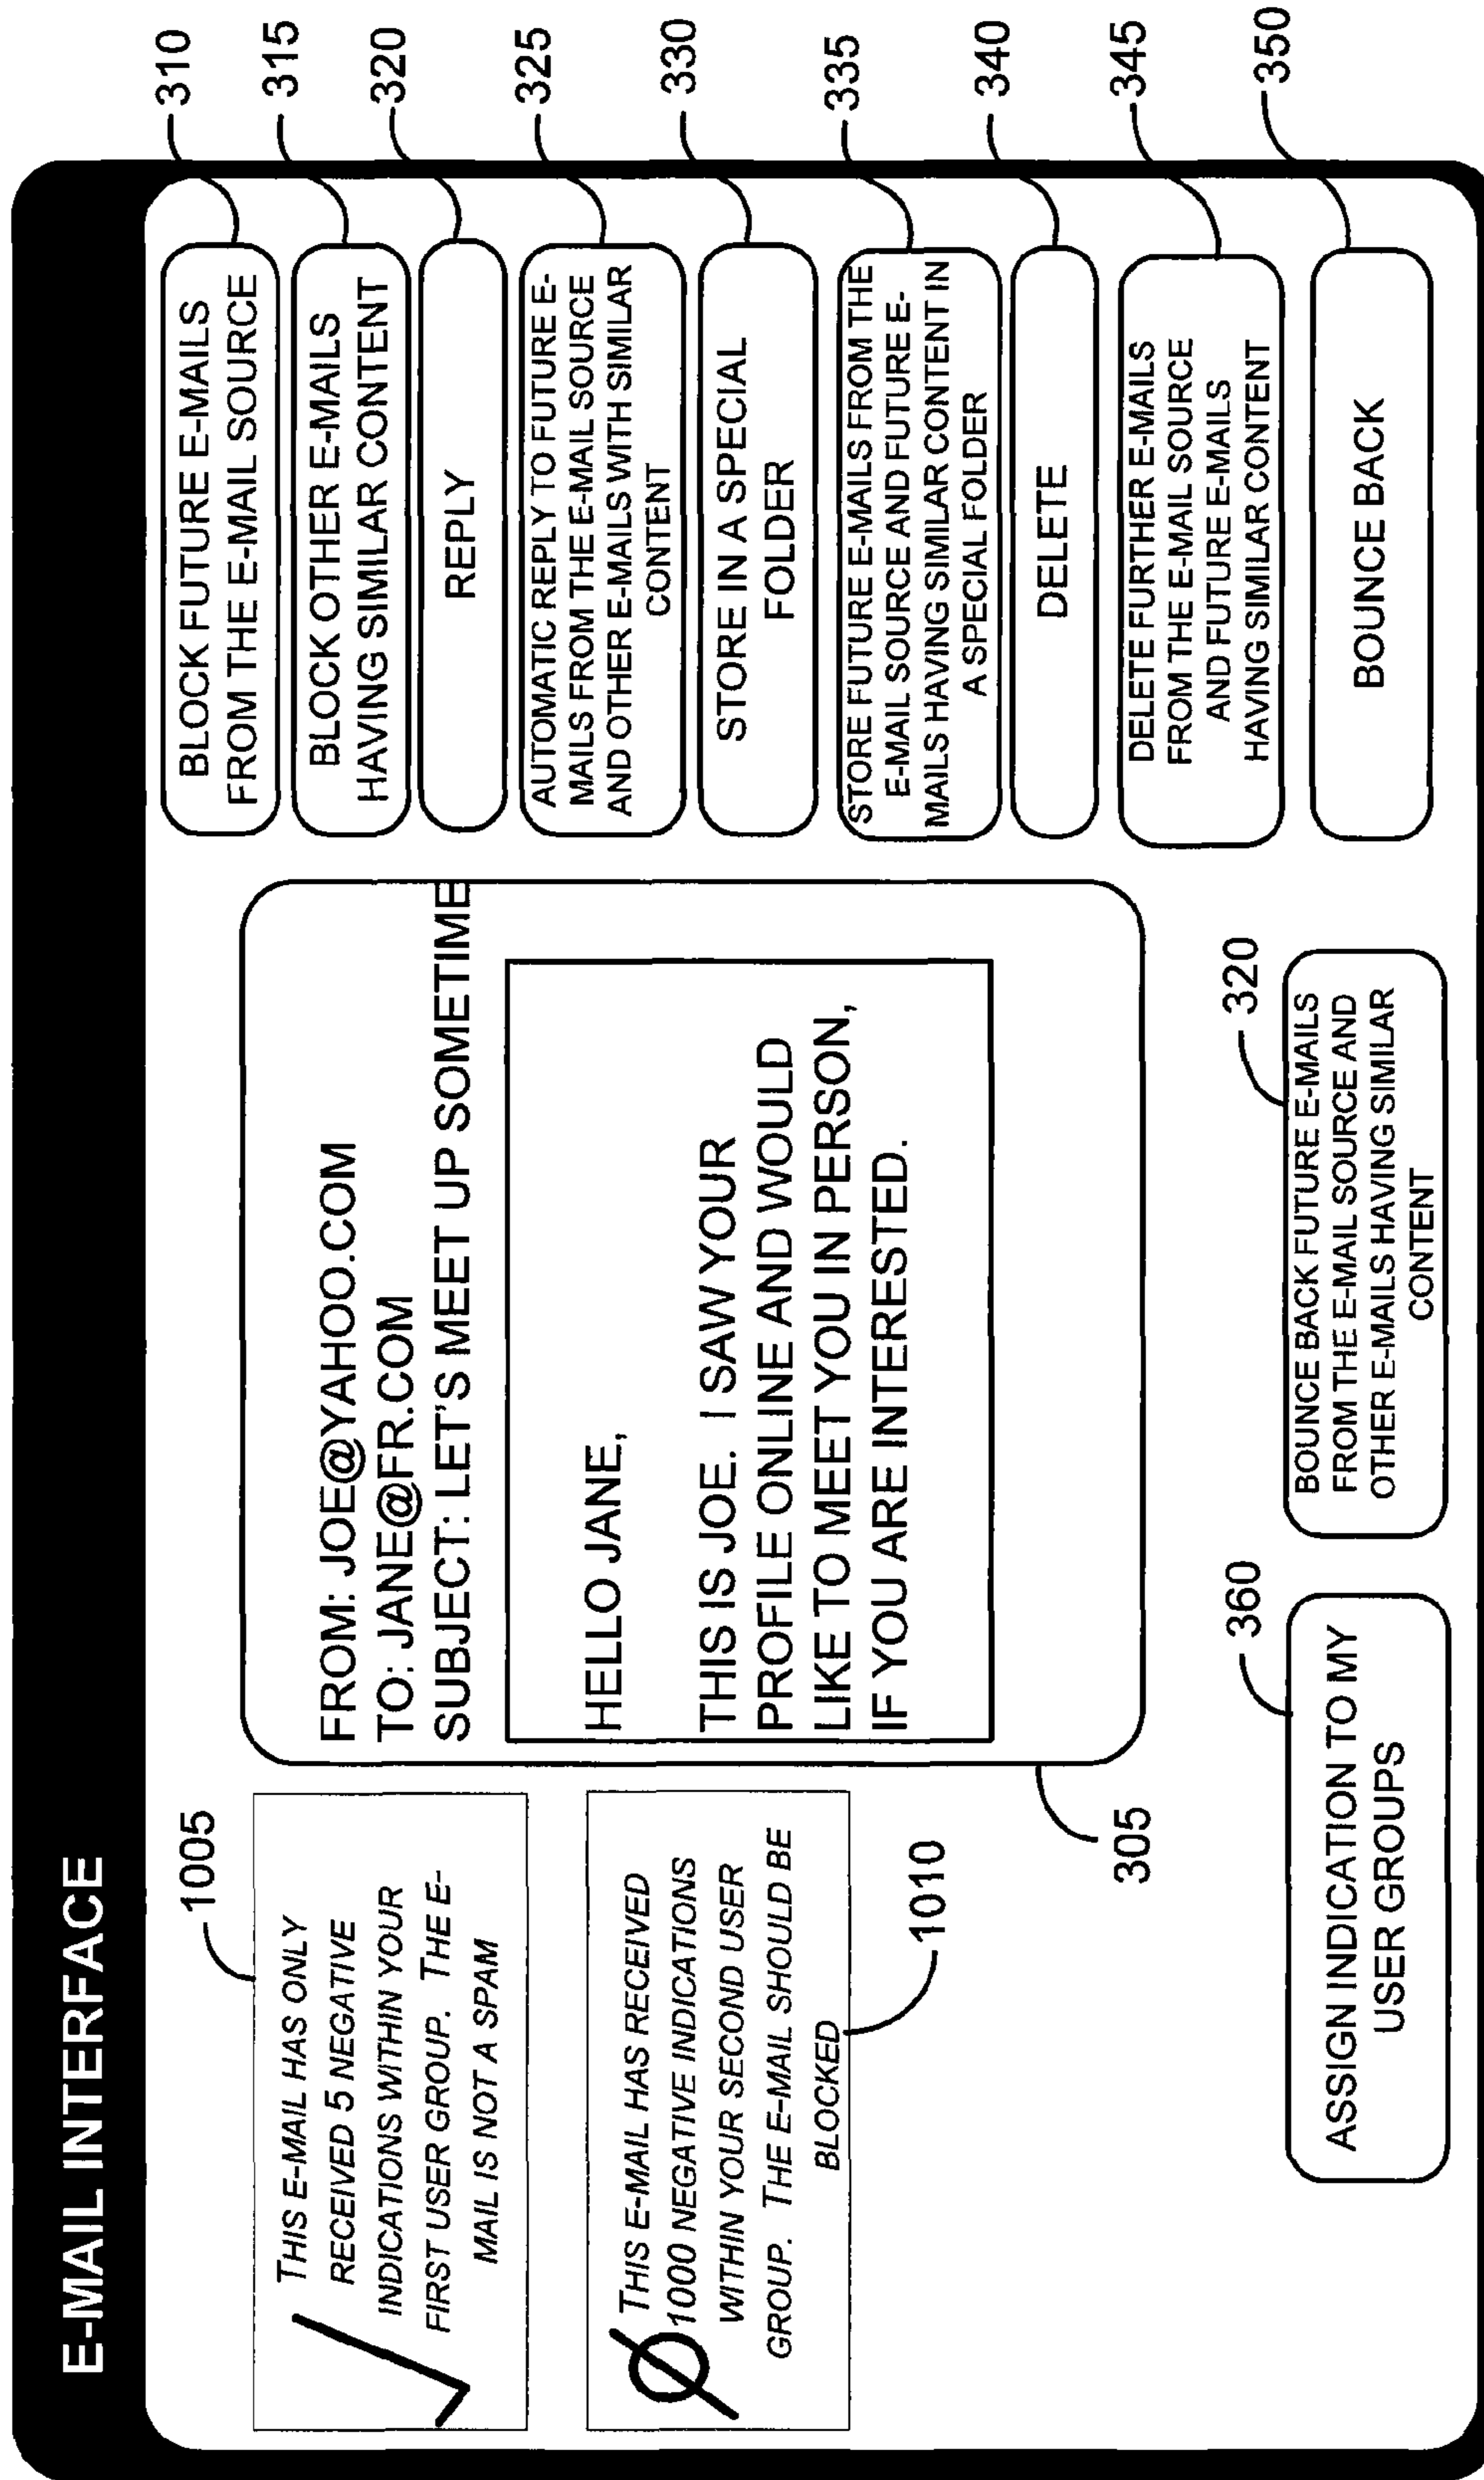 E-MAIL INTERFACE
1005
THIS E-MAIL HAS ONLY
RECEIVED 5 NEGATIVE
INDICATIONS WITHIN YOUR
FIRST USER GROUP. THE E-
MAIL IS NOT A SPAM
THIS E-MAIL HAS RECEIVED
1000 NEGATIVE INDICATIONS
WITHIN YOUR SECOND USER
GROUP. THE E-MAIL SHOULD BE
BLOCKED
1010
FROM: JOE@YAHOO.COM
TO: JANE@FR.COM
SUBJECT: LET'S MEET UP SOMETIME
HELLO JANE,
THIS IS JOE. I SAW YOUR
PROFILE ONLINE AND WOULD
LIKE TO MEET YOU IN PERSON,
IF YOU ARE INTERESTED.
305
BLOCK FUTURE E-MAILS
FROM THE E-MAIL SOURCE
310
BLOCK OTHER E-MAILS
HAVING SIMILAR CONTENT
315
REPLY
320
AUTOMATIC REPLY TO FUTURE E-
MAILS FROM THE E-MAIL SOURCE
AND OTHER E-MAILS WITH SIMILAR
CONTENT
325
STORE IN A SPECIAL
FOLDER
330
STORE FUTURE E-MAILS FROM THE
E-MAIL SOURCE AND FUTURE E-
MAILS HAVING SIMILAR CONTENT IN
A SPECIAL FOLDER
335
DELETE
340
DELETE FURTHER E-MAILS
FROM THE E-MAIL SOURCE
AND FUTURE E-MAILS
HAVING SIMILAR CONTENT
345
BOUNCE BACK
350
360
ASSIGN INDICATION TO MY
USER GROUPS
320
BOUNCE BACK FUTURE E-MAILS
FROM THE E-MAIL SOURCE AND
OTHER E-MAILS HAVING SIMILAR
CONTENT